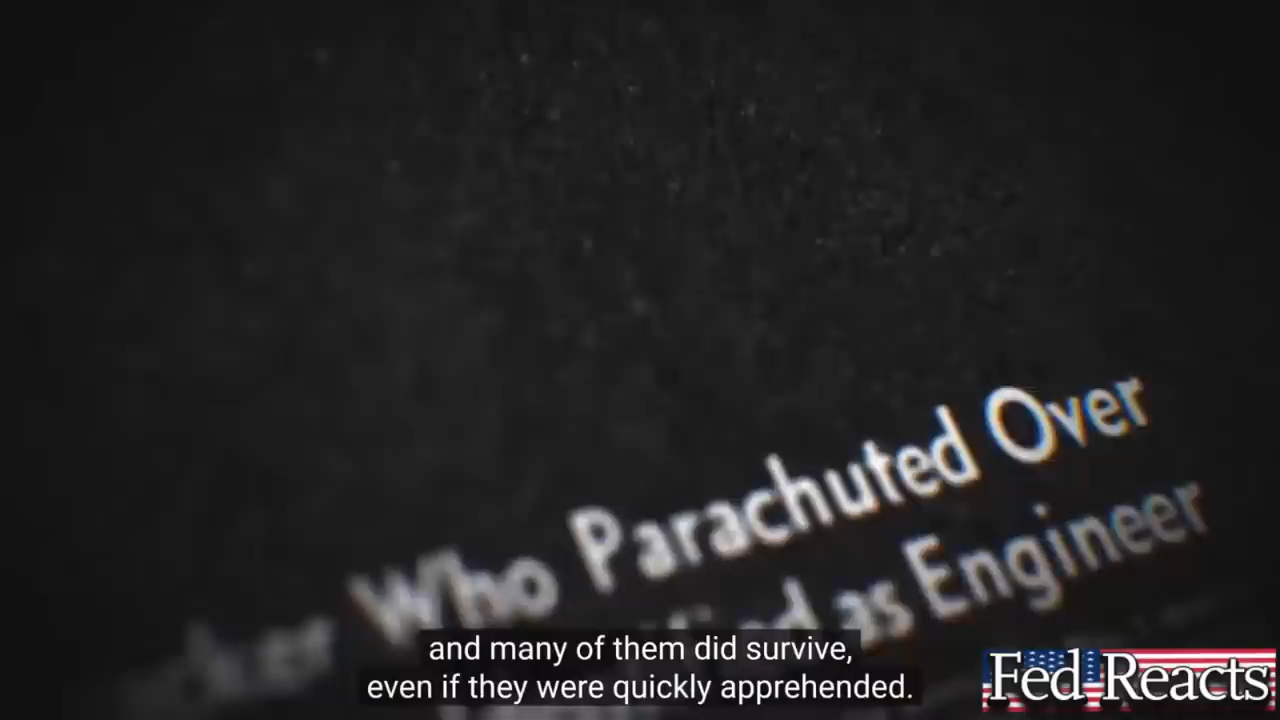 Who Parachuted Over
as Engineer
and many of them did survive,
even if they were quickly apprehended.
Fed Reacts